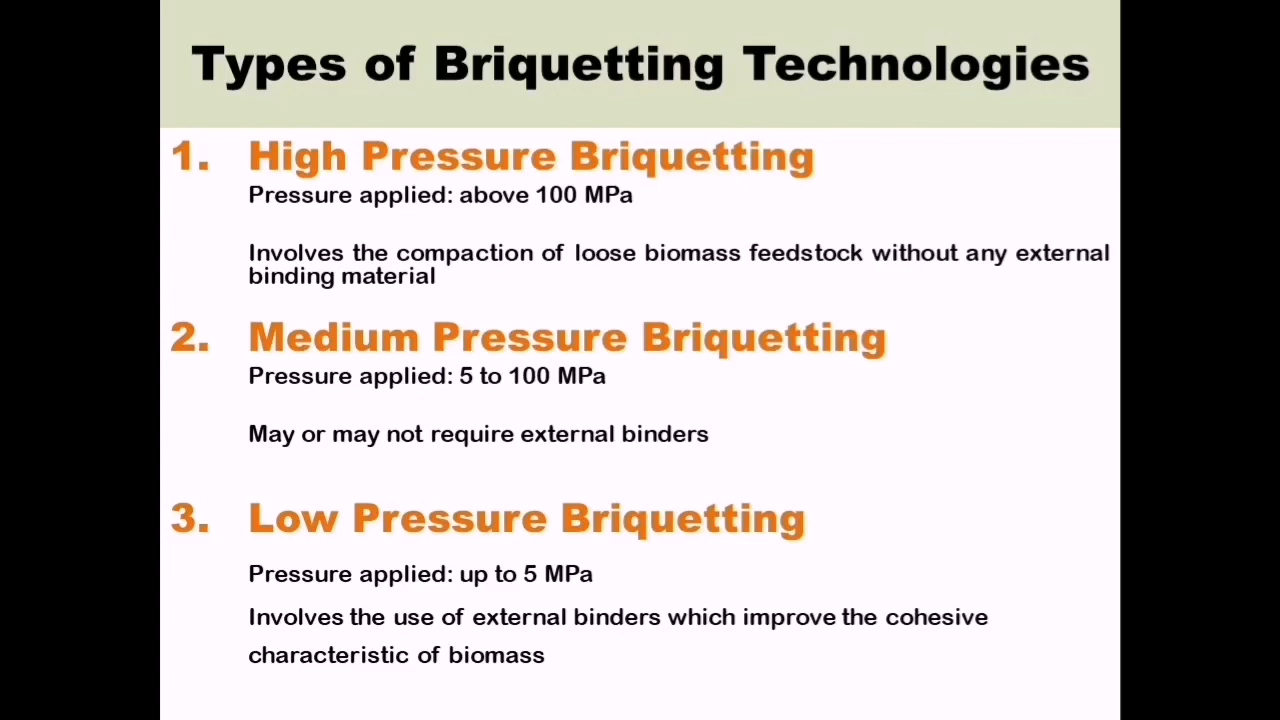 Types of Briquetting Technologies
1. High Pressure Briquetting
Pressure applied: above 100 MPa
Involves the compaction of loose biomass feedstock without any external
binding material
2. Medium Pressure Briquetting
Pressure applied: 5 to 100 MPa
May or may not require external binders
3. Low Pressure Briquetting
Pressure applied: up to 5 MPa
Involves the use of external binders which improve the cohesive
characteristic of biomass